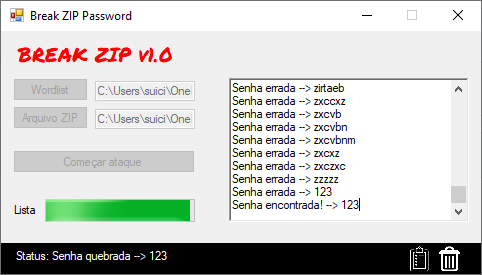 Break ZIP Password
BREAK ZIP v1.0
Wordlist
C:\Users\suici\One
Arquivo ZIP
C:\Users\suici\One
Começar ataque
Lista
Senha errada --> zirtaeb
Senha errada --> zxccxz
Senha errada --> zxcvb
Senha errada --> zxcvbn
Senha errada --> zxcvbnm
Senha errada --> zxcxz
Senha errada --> zxczxc
Senha errada --> zzzzz
Senha errada --> 123
Senha encontrada! --> 123
Status: Senha quebrada --> 123